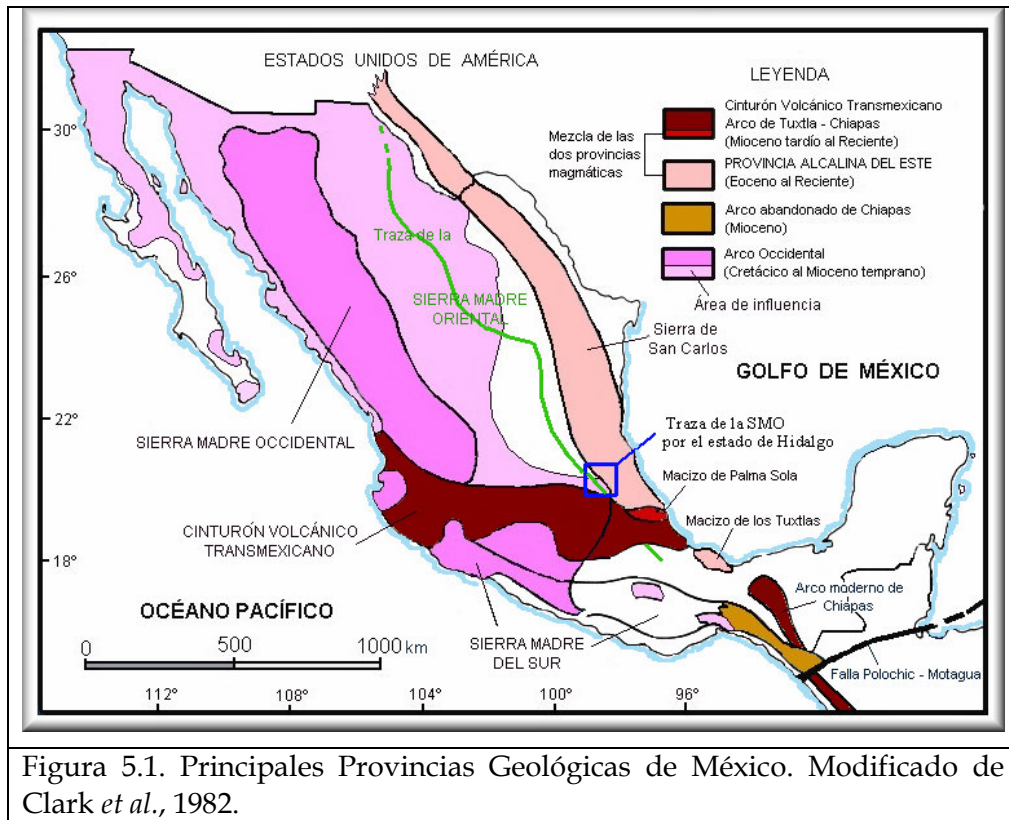 ESTADOS UNIDOS DE AMÉRICA
LEYENDA
Cinturón Volcánico Transmexicano
Arco de Tuxtla - Chiapas
(Mioceno tardío al Reciente)
Mezcla de las
dos provincias
magmáticas
PROVINCIA ALCALINA DEL ESTE
(Eoceno al Reciente)
Arco abandonado de Chiapas
(Mioceno)
Arco Occidental
(Cretácico al Mioceno temprano)
Área de influencia
30°
26°
22°
18°
Traza de la
SIERRA MADRE
ORIENTAL
Sierra de
San Carlos
GOLFO DE MÉXICO
SIERRA MADRE OCCIDENTAL
Traza de la SMO
por el estado de Hidalgo
Macizo de Palma Sola
Macizo de los Tuxtlas
CINTURÓN VOLCÁNICO
TRANSMEXICANO
Arco moderno de
Chiapas
OCÉANO PACÍFICO
SIERRA MADRE
DEL SUR
Falla Polochic - Motagua
0 500 1000 km
112° 108° 104° 100° 96°
Figura 5.1. Principales Provincias Geológicas de México. Modificado de
Clark et al., 1982.